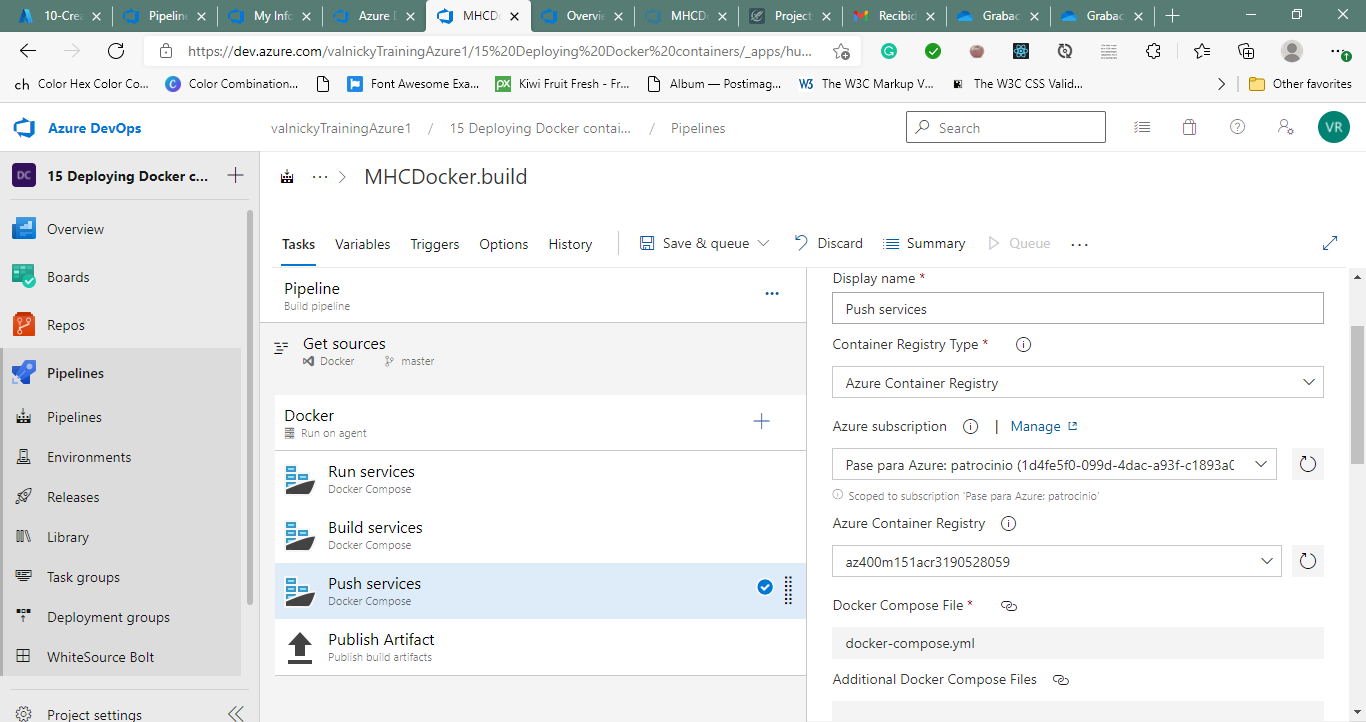 10-Crea
Pipelin
My Info
Azure D
MHCDo
Overvie
MHCDo
Project
Recibid
Grabac
Grabac
https://dev.azure.com/valnickyTrainingAzure1/15%20Deploying%20Docker%20containers/_apps/hu...
ch Color Hex Color Co...
C Color Combination...
Font Awesome Exa...
px Kiwi Fruit Fresh - Fr...
Album — Postimag...
W3 The W3C Markup V...
The W3C CSS Valid...
Other favorites
Azure DevOps
valnickyTrainingAzure1 / 15 Deploying Docker contai... / Pipelines
Search
VR
DC 15 Deploying Docker c...
Overview
Boards
Repos
Pipelines
Pipelines
Environments
Releases
Library
Task groups
Deployment groups
WhiteSource Bolt
Project settings
... > MHCDocker.build
Tasks Variables Triggers Options History Save & queue Discard Summary Queue ...
Pipeline
Build pipeline
Get sources
Docker master
Docker
Run on agent
Run services
Docker Compose
Build services
Docker Compose
Push services
Docker Compose
Publish Artifact
Publish build artifacts
Display name *
Push services
Container Registry Type *
Azure Container Registry
Azure subscription | Manage
Pase para Azure: patrocinio (1d4fe5f0-099d-4dac-a93f-c1893a0
Scoped to subscription 'Pase para Azure: patrocinio'
Azure Container Registry
az400m151acr3190528059
Docker Compose File *
docker-compose.yml
Additional Docker Compose Files